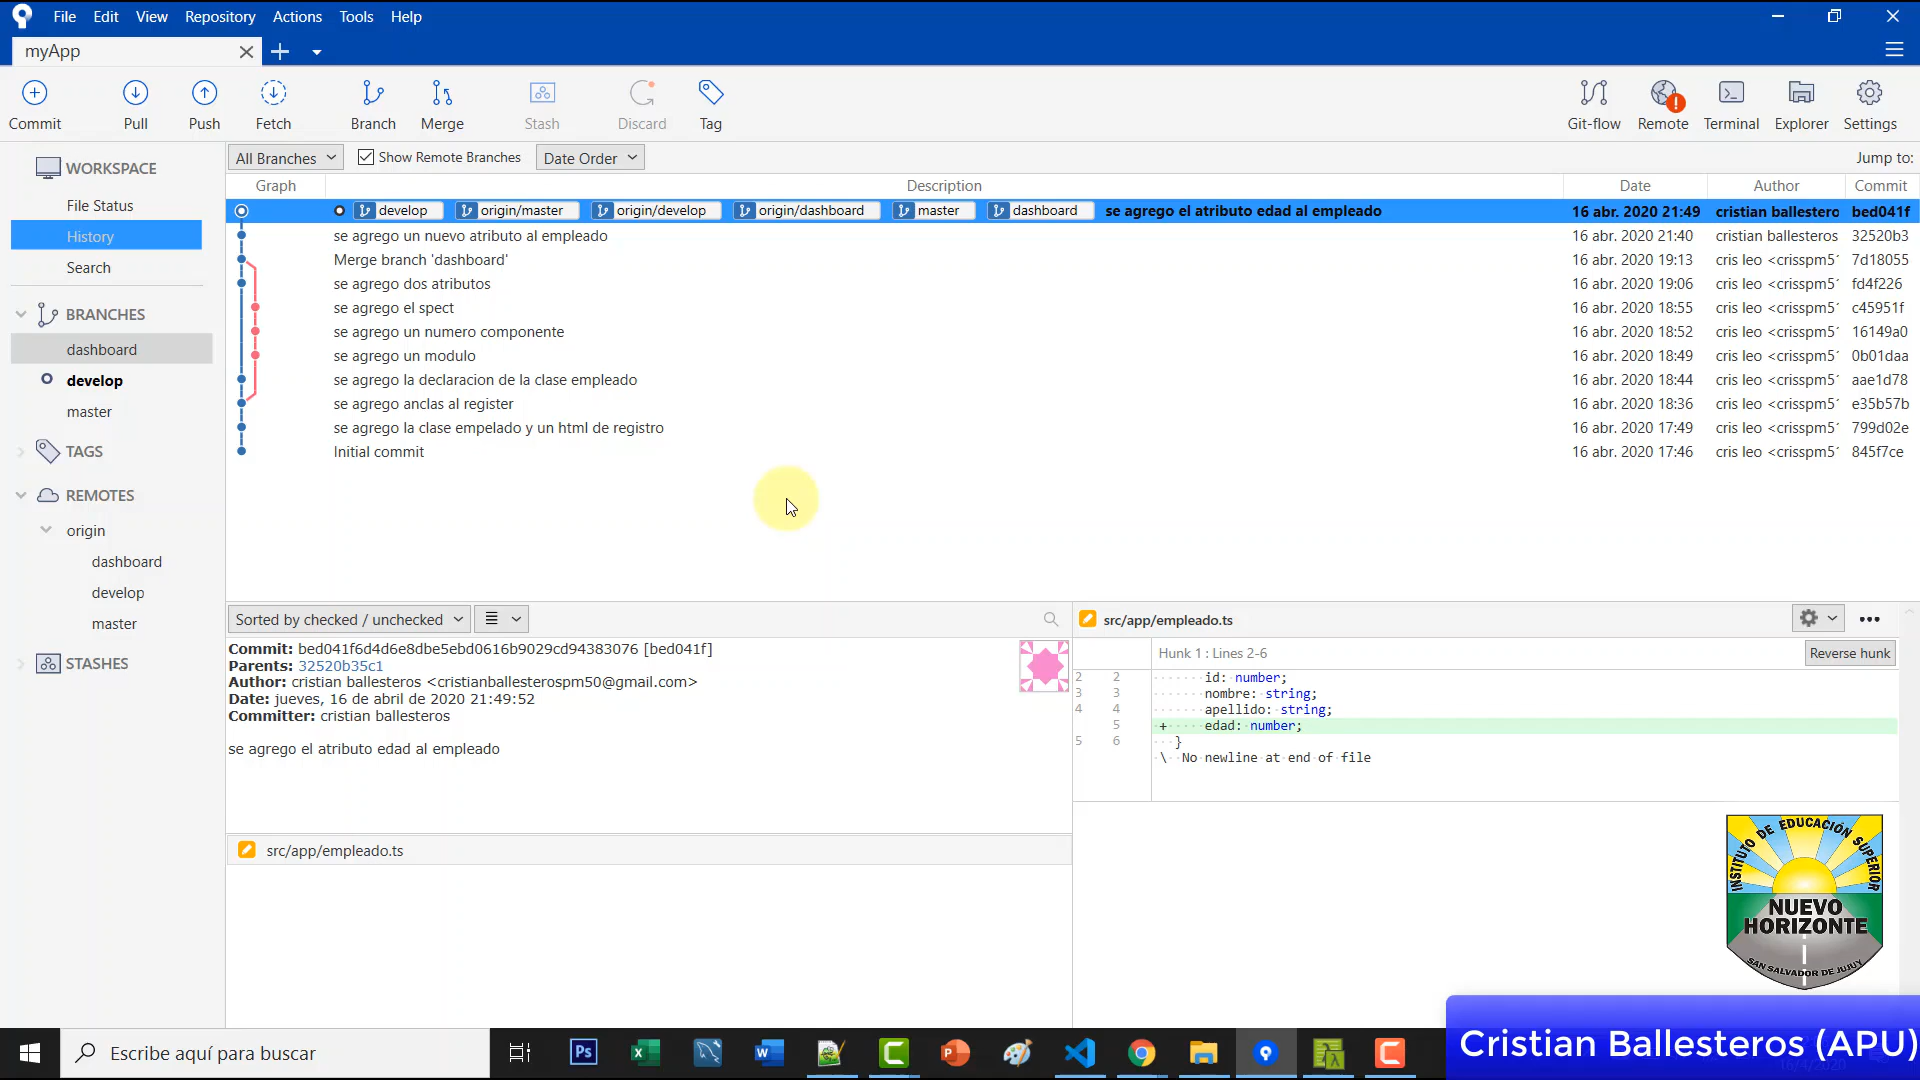 File Edit View Repository Actions Tools Help
myApp
Commit Pull Push Fetch Branch Merge Stash Discard Tag Git-flow Remote Terminal Explorer Settings
All Branches Show Remote Branches Date Order Jump to:
Graph Description Date Author Commit
develop origin/master origin/develop origin/dashboard master dashboard se agrego el atributo edad al empleado 16 abr. 2020 21:49 cristian ballestero bed041f
se agrego un nuevo atributo al empleado 16 abr. 2020 21:40 cristian ballesteros 32520b3
Merge branch 'dashboard' 16 abr. 2020 19:13 cris leo <crisspm5 7d18055
se agrego dos atributos 16 abr. 2020 19:06 cris leo <crisspm5 fd4f226
se agrego el spect 16 abr. 2020 18:55 cris leo <crisspm5 c45951f
se agrego un numero componente 16 abr. 2020 18:52 cris leo <crisspm5 16149a0
se agrego un modulo 16 abr. 2020 18:49 cris leo <crisspm5 0b01daa
se agrego la declaracion de la clase empleado 16 abr. 2020 18:44 cris leo <crisspm5 aae1d78
se agrego anclas al register 16 abr. 2020 18:36 cris leo <crisspm5 e35b57b
se agrego la clase empelado y un html de registro 16 abr. 2020 17:49 cris leo <crisspm5 799d02e
Initial commit 16 abr. 2020 17:46 cris leo <crisspm5 845f7ce
WORKSPACE
File Status
History
Search
BRANCHES
dashboard
develop
master
TAGS
REMOTES
origin
dashboard
develop
master
STASHES
Sorted by checked / unchecked
Commit: bed041f6d4d6e8dbe5ebd0616b9029cd94383076 [bed041f]
Parents: 32520b35c1
Author: cristian ballesteros <cristianballesterospm50@gmail.com>
Date: jueves, 16 de abril de 2020 21:49:52
Committer: cristian ballesteros
se agrego el atributo edad al empleado
src/app/empleado.ts
src/app/empleado.ts
Hunk 1 : Lines 2-6 Reverse hunk
2 2 id: number;
3 3 nombre: string;
4 4 apellido: string;
5 + edad: number;
5 6 }
\ No newline at end of file
INSTITUTO DE EDUCACIÓN SUPERIOR
NUEVO
HORIZONTE
SAN SALVADOR DE JUJUY
Cristian Ballesteros (APU)
Escribe aquí para buscar